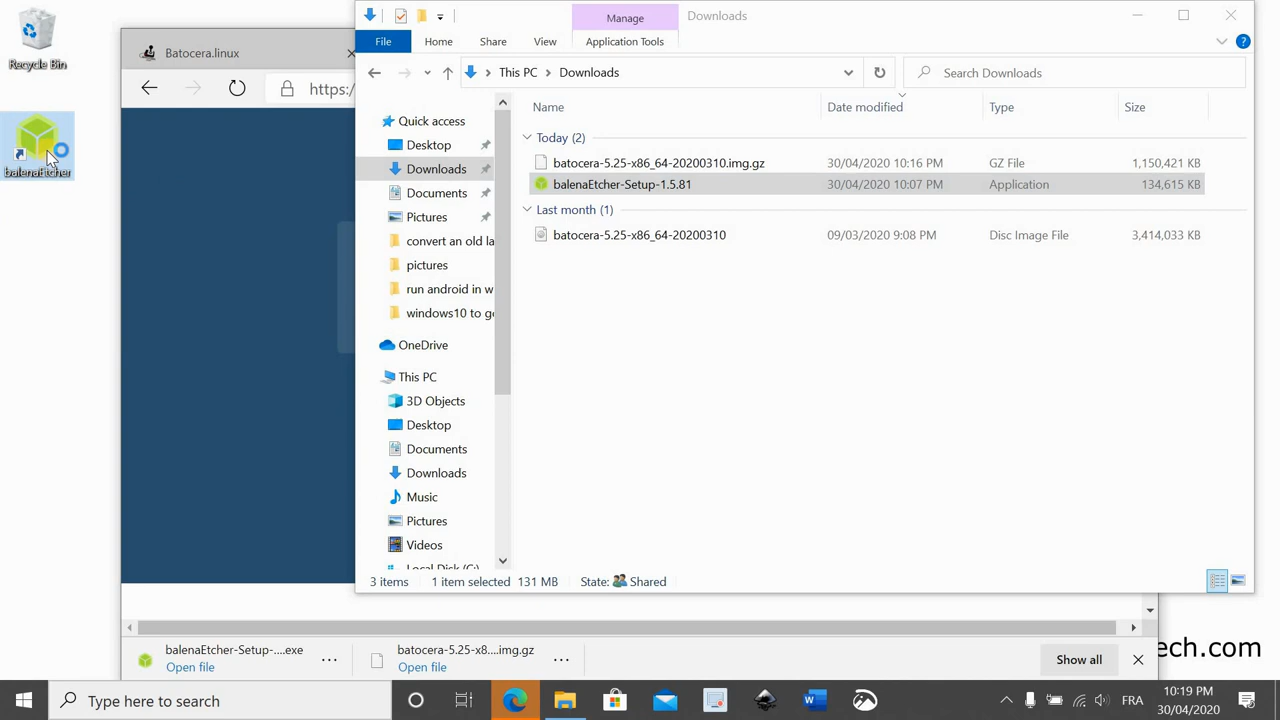 Recycle Bin
balenaEtcher
Batocera.linux
https:/
Manage
Downloads
File
Home
Share
View
Application Tools
This PC
Downloads
Search Downloads
Name
Date modified
Type
Size
Quick access
Desktop
Downloads
Documents
Pictures
convert an old la
pictures
run android in w
windows10 to go
OneDrive
This PC
3D Objects
Desktop
Documents
Downloads
Music
Pictures
Videos
Local Disk (C:)
Today (2)
batocera-5.25-x86_64-20200310.img.gz 30/04/2020 10:16 PM GZ File 1,150,421 KB
balenaEtcher-Setup-1.5.81 30/04/2020 10:07 PM Application 134,615 KB
Last month (1)
batocera-5.25-x86_64-20200310 09/03/2020 9:08 PM Disc Image File 3,414,033 KB
3 items 1 item selected 131 MB State: Shared
balenaEtcher-Setup-....exe
Open file
batocera-5.25-x8....img.gz
Open file
Show all
ech.com
Type here to search
FRA
10:19 PM
30/04/2020